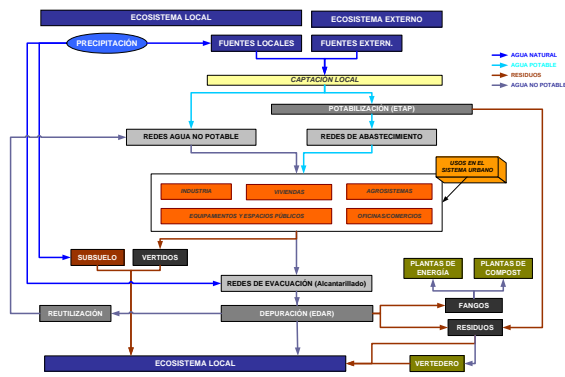 ECOSISTEMA LOCAL
ECOSISTEMA EXTERNO
PRECIPITACIÓN
FUENTES LOCALES
FUENTES EXTERN.
AGUA NATURAL
AGUA POTABLE
RESIDUOS
AGUA NO POTABLE
CAPTACIÓN LOCAL
POTABILIZACIÓN (ETAP)
REDES AGUA NO POTABLE
REDES DE ABASTECIMIENTO
USOS EN EL
SISTEMA URBANO
INDUSTRIA
VIVIENDAS
AGROSISTEMAS
EQUIPAMIENTOS Y ESPACIOS PÚBLICOS
OFICINAS/COMERCIOS
SUBSUELO
VERTIDOS
PLANTAS DE
ENERGÍA
PLANTAS DE
COMPOST
REDES DE EVACUACIÓN (Alcantarillado)
FANGOS
REUTILIZACIÓN
DEPURACIÓN (EDAR)
RESIDUOS
ECOSISTEMA LOCAL
VERTEDERO